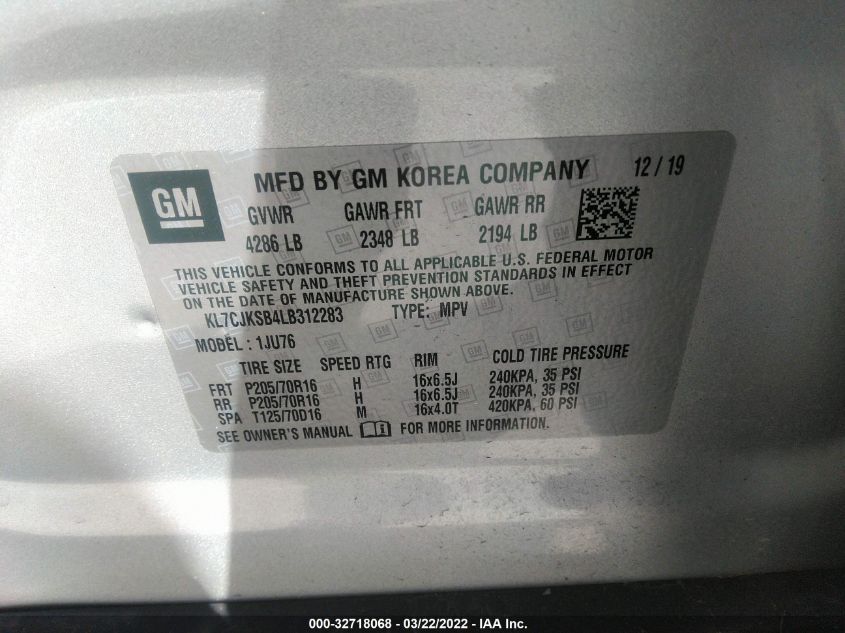 GM
MFD BY GM KOREA COMPANY 12 / 19
GVWR GAWR FRT GAWR RR
4286 LB 2348 LB 2194 LB
THIS VEHICLE CONFORMS TO ALL APPLICABLE U.S. FEDERAL MOTOR
VEHICLE SAFETY AND THEFT PREVENTION STANDARDS IN EFFECT
ON THE DATE OF MANUFACTURE SHOWN ABOVE.
KL7CJKSB4LB312283 TYPE: MPV
MODEL: 1JU76
TIRE SIZE SPEED RTG RIM COLD TIRE PRESSURE
FRT P205/70R16 H 16x6.5J 240KPA, 35 PSI
RR P205/70R16 H 16x6.5J 240KPA, 35 PSI
SPA T125/70D16 M 16x4.0T 420KPA, 60 PSI
SEE OWNER'S MANUAL FOR MORE INFORMATION.
000-32718068 - 03/22/2022 - IAA Inc.